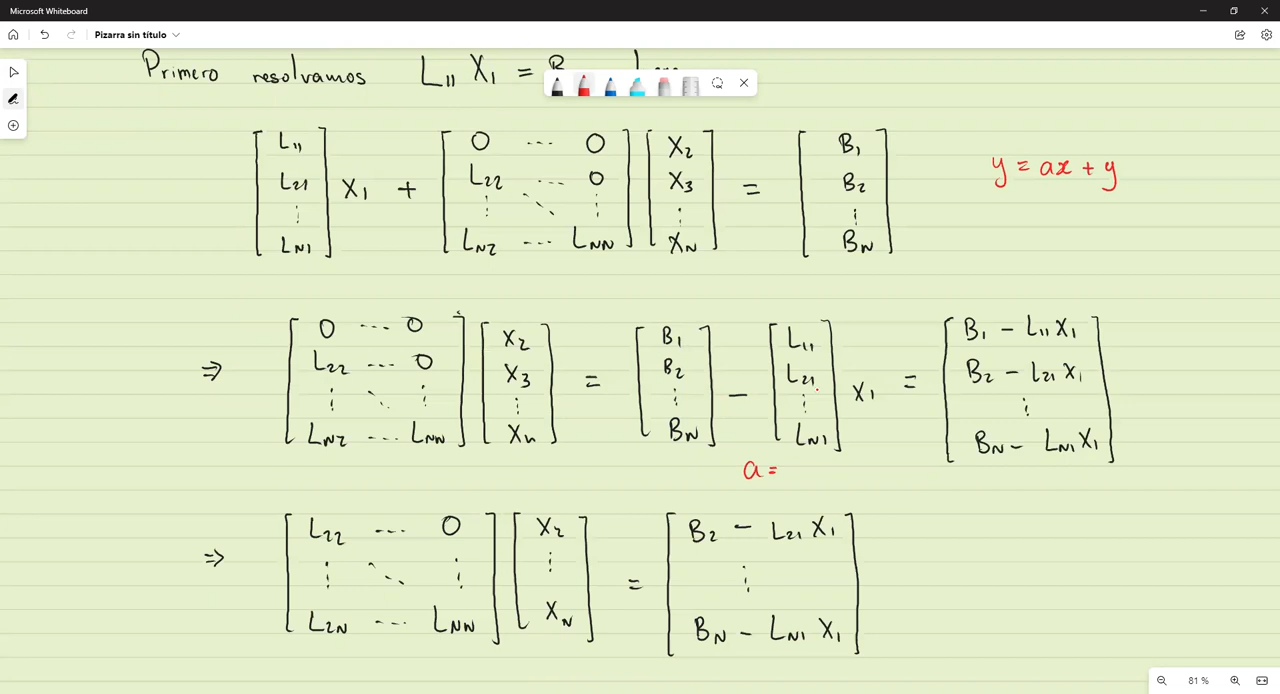 Microsoft Whiteboard
Pizarra sin título
Primero resolvamos L11 X1 =
[ L11 ; L21 ; ⋮ ; LN1 ] X1 + [ 0 ... 0 ; L22 ... 0 ; ⋮ ⋱ ⋮ ; LN2 ... LNN ] [ X2 ; X3 ; ⋮ ; XN ] = [ B1 ; B2 ; ⋮ ; BN ]
y = ax + y
⇒ [ 0 ... 0 ; L22 ... 0 ; ⋮ ⋱ ⋮ ; LN2 ... LNN ] [ X2 ; X3 ; ⋮ ; Xn ] = [ B1 ; B2 ; ⋮ ; BN ] - [ L11 ; L21 ; ⋮ ; LN1 ] X1 = [ B1 - L11 X1 ; B2 - L21 X1 ; ⋮ ; BN - LN1 X1 ]
a =
⇒ [ L22 ... 0 ; ⋮ ⋱ ⋮ ; L2N ... LNN ] [ X2 ; ⋮ ; XN ] = [ B2 - L21 X1 ; ⋮ ; BN - LN1 X1 ]
81 %